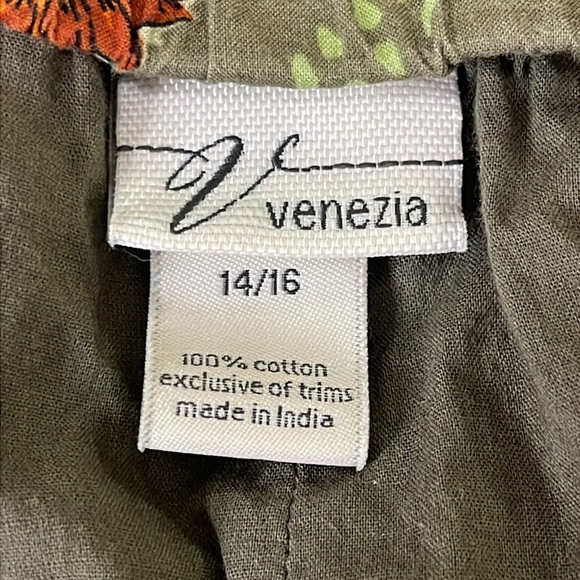 V
venezia
14/16
100% cotton
exclusive of trims
made in India